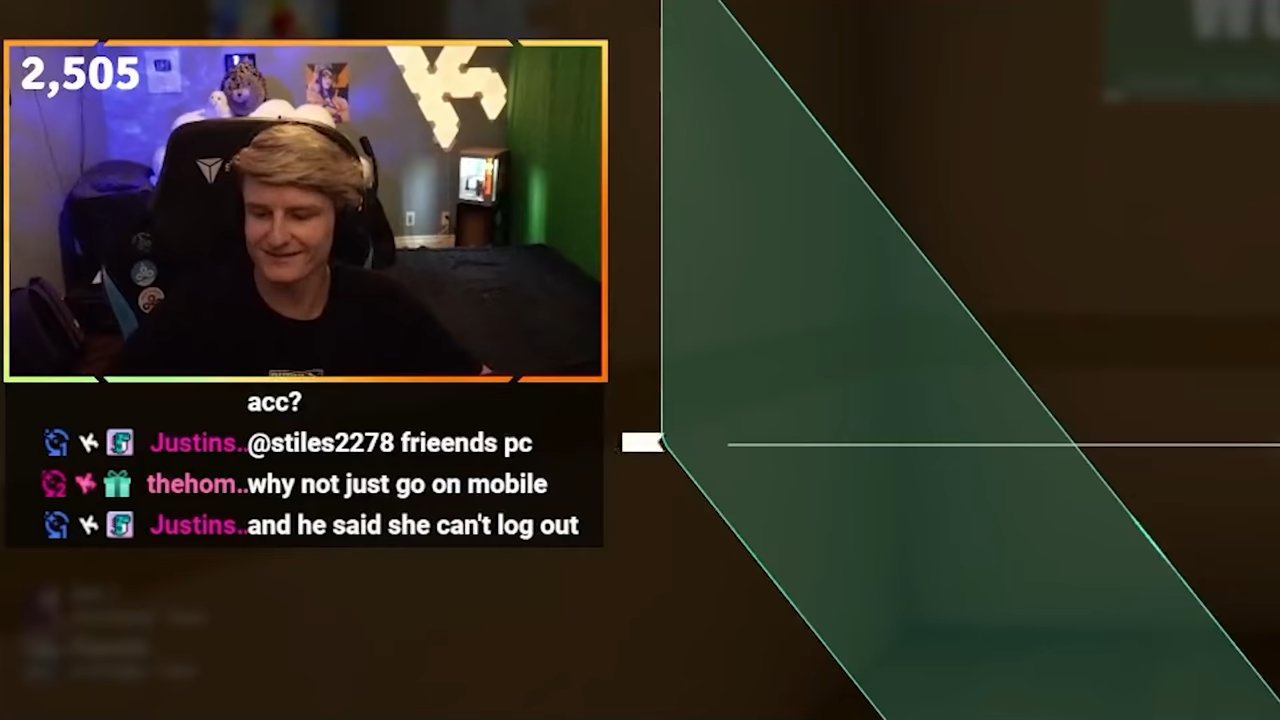 2,505
acc?
Justins..@stiles2278 frieends pc
thehom..why not just go on mobile
Justins..and he said she can't log out